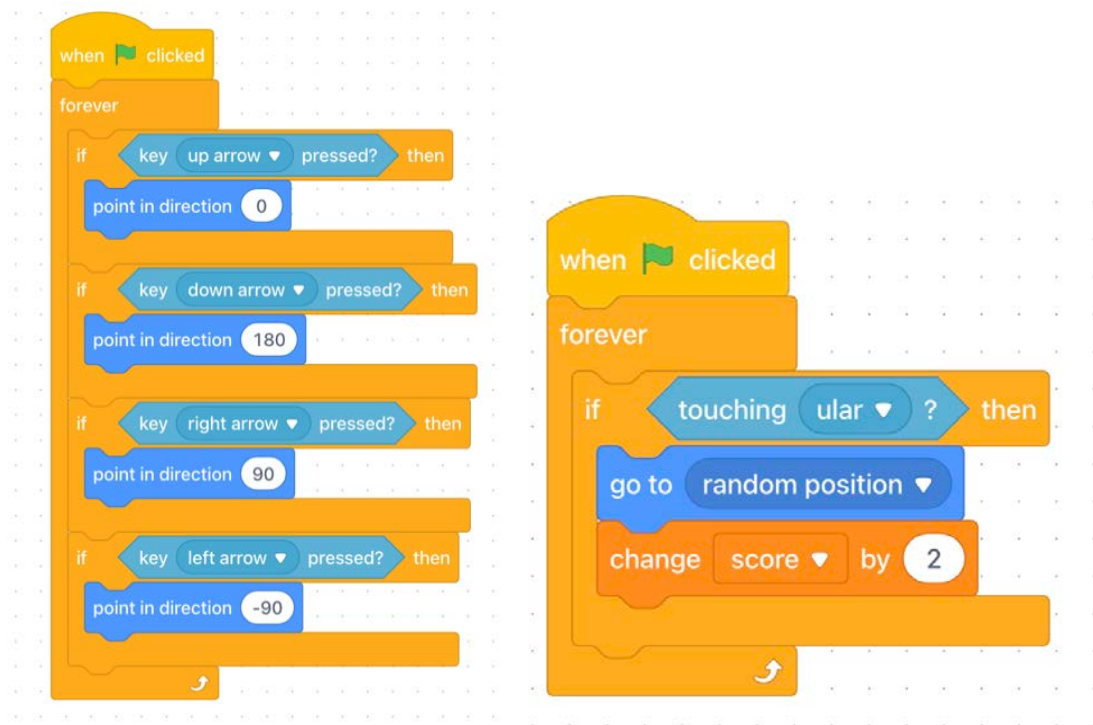 when clicked
forever
if key up arrow pressed? then
point in direction 0
if key down arrow pressed? then
point in direction 180
if key right arrow pressed? then
point in direction 90
if key left arrow pressed? then
point in direction -90
when clicked
forever
if touching ular ? then
go to random position
change score by 2